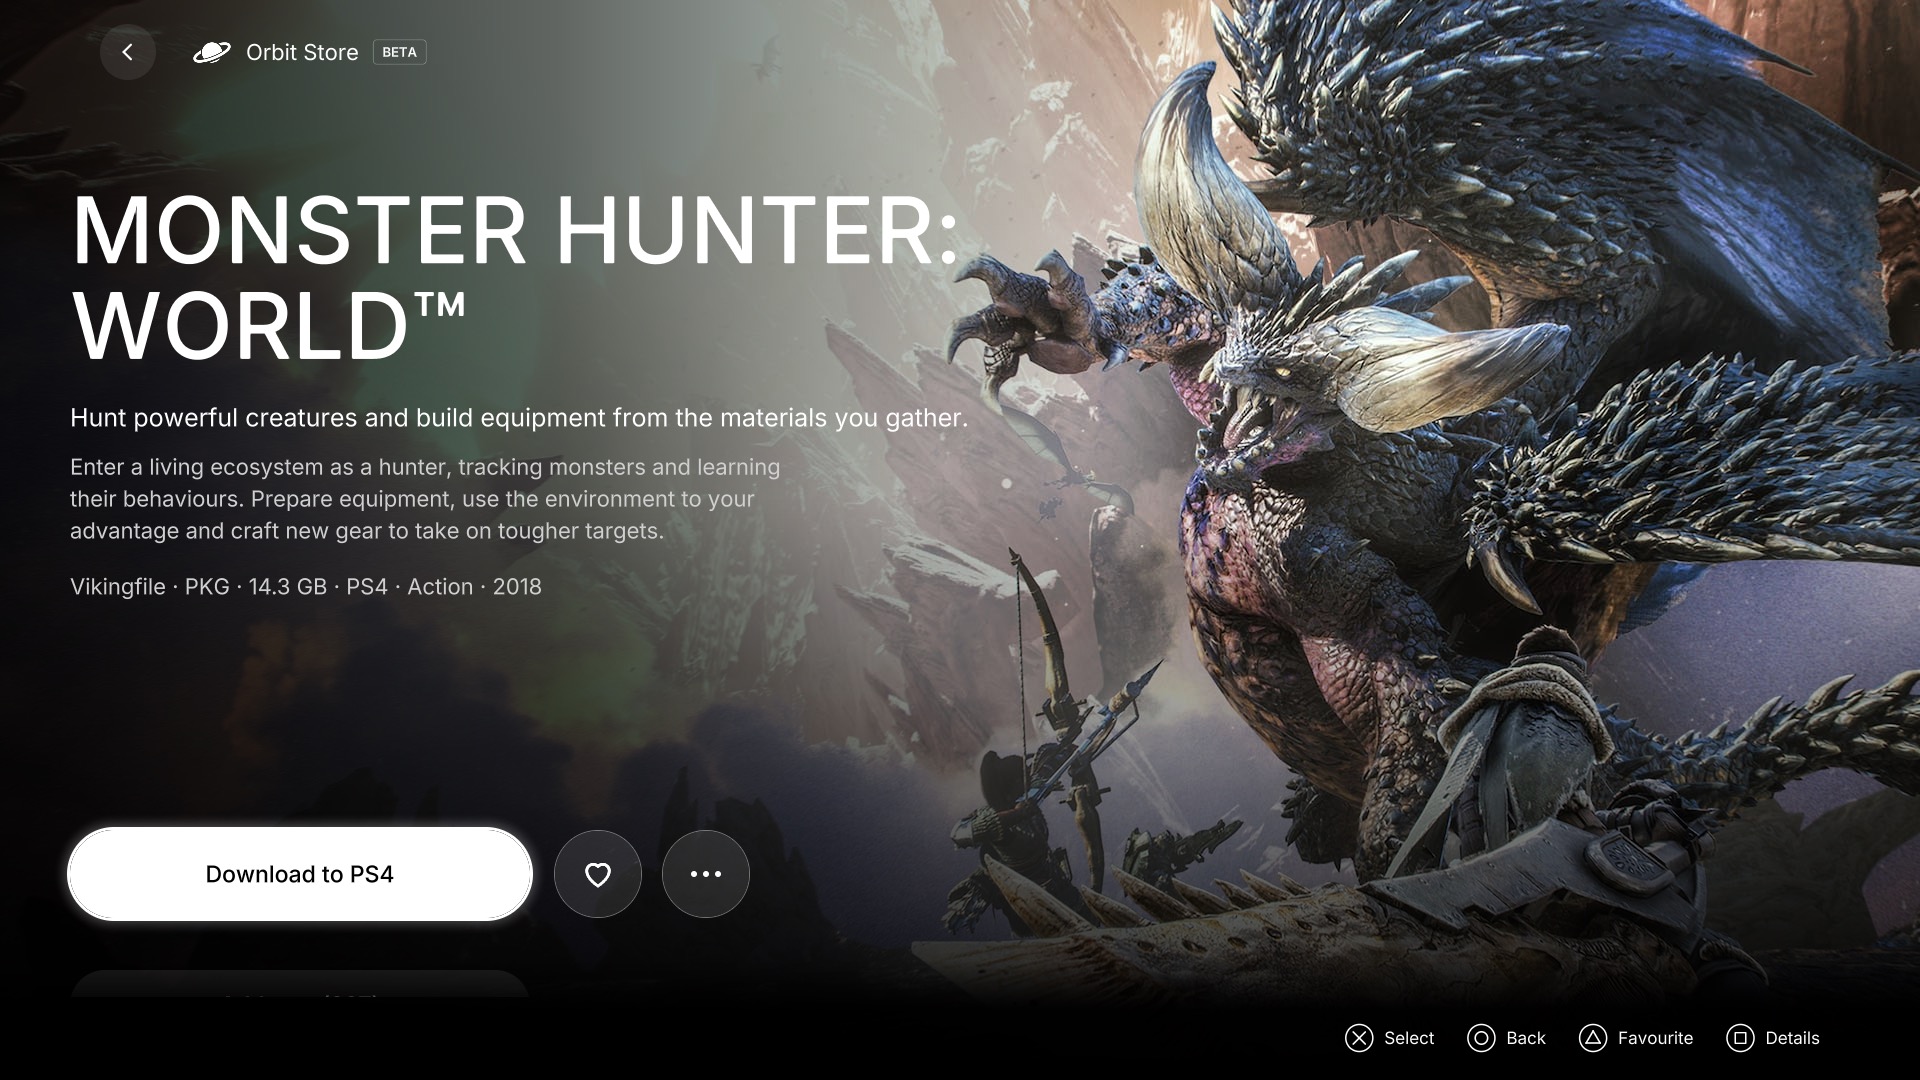 Orbit Store BETA
MONSTER HUNTER:
WORLD™
Hunt powerful creatures and build equipment from the materials you gather.
Enter a living ecosystem as a hunter, tracking monsters and learning
their behaviours. Prepare equipment, use the environment to your
advantage and craft new gear to take on tougher targets.
Vikingfile · PKG · 14.3 GB · PS4 · Action · 2018
Download to PS4
Select Back Favourite Details